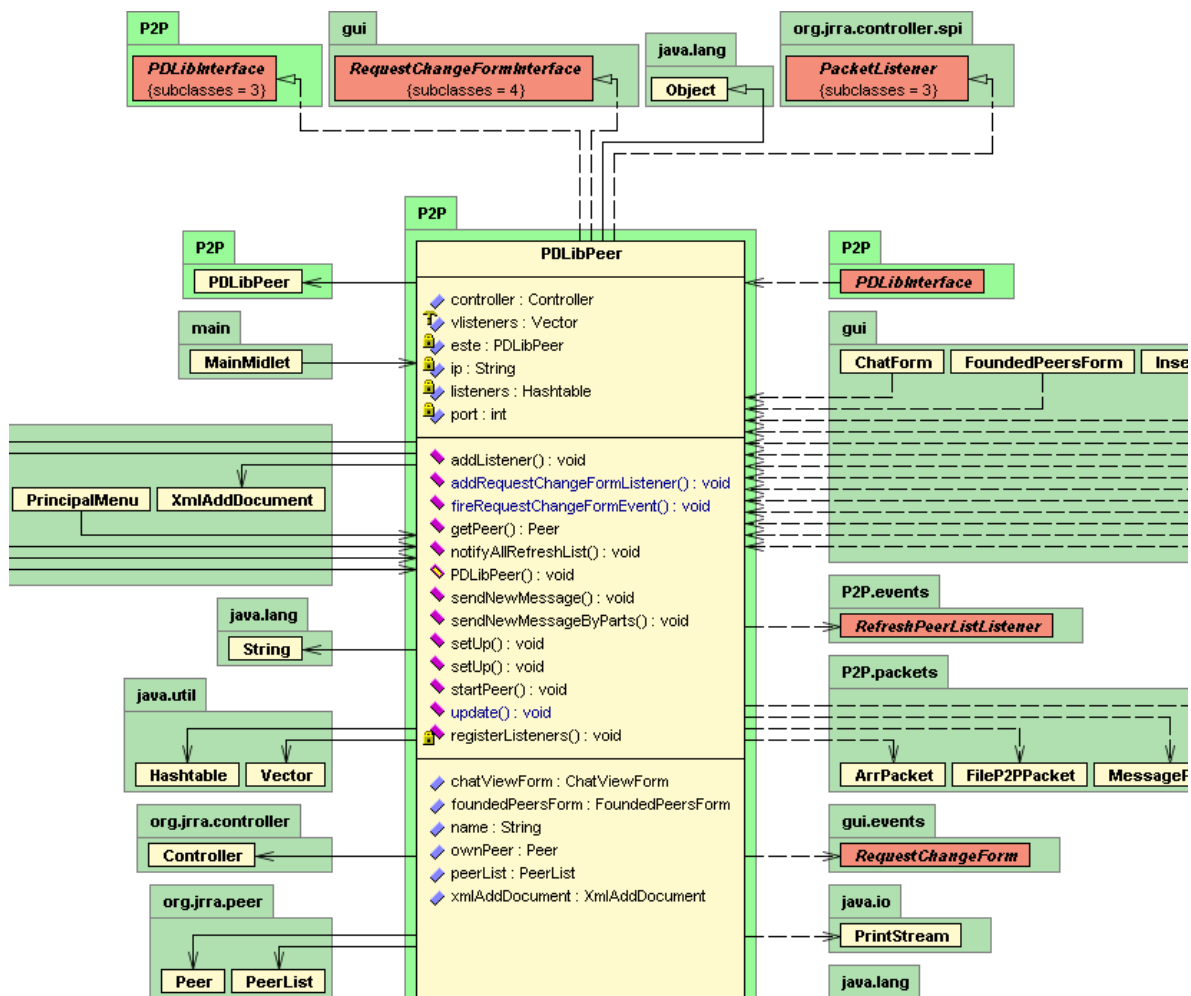 P2P
PDLibInterface
{subclasses = 3}
gui
RequestChangeFormInterface
{subclasses = 4}
java.lang
Object
org.jrra.controller.spi
PacketListener
{subclasses = 3}
P2P
PDLibPeer
main
MainMidlet
PrincipalMenu
XmlAddDocument
java.lang
String
java.util
Hashtable
Vector
org.jrra.controller
Controller
org.jrra.peer
Peer
PeerList
P2P
PDLibPeer
controller : Controller
vlisteners : Vector
este : PDLibPeer
ip : String
listeners : Hashtable
port : int
addListener() : void
addRequestChangeFormListener() : void
fireRequestChangeFormEvent() : void
getPeer() : Peer
notifyAllRefreshList() : void
PDLibPeer() : void
sendNewMessage() : void
sendNewMessageByParts() : void
setUp() : void
setUp() : void
startPeer() : void
update() : void
registerListeners() : void
chatViewForm : ChatViewForm
foundedPeersForm : FoundedPeersForm
name : String
ownPeer : Peer
peerList : PeerList
xmlAddDocument : XmlAddDocument
P2P
PDLibInterface
gui
ChatForm
FoundedPeersForm
Inse
P2P.events
RefreshPeerListListener
P2P.packets
ArrPacket
FileP2PPacket
MessageP
gui.events
RequestChangeForm
java.io
PrintStream
java.lang